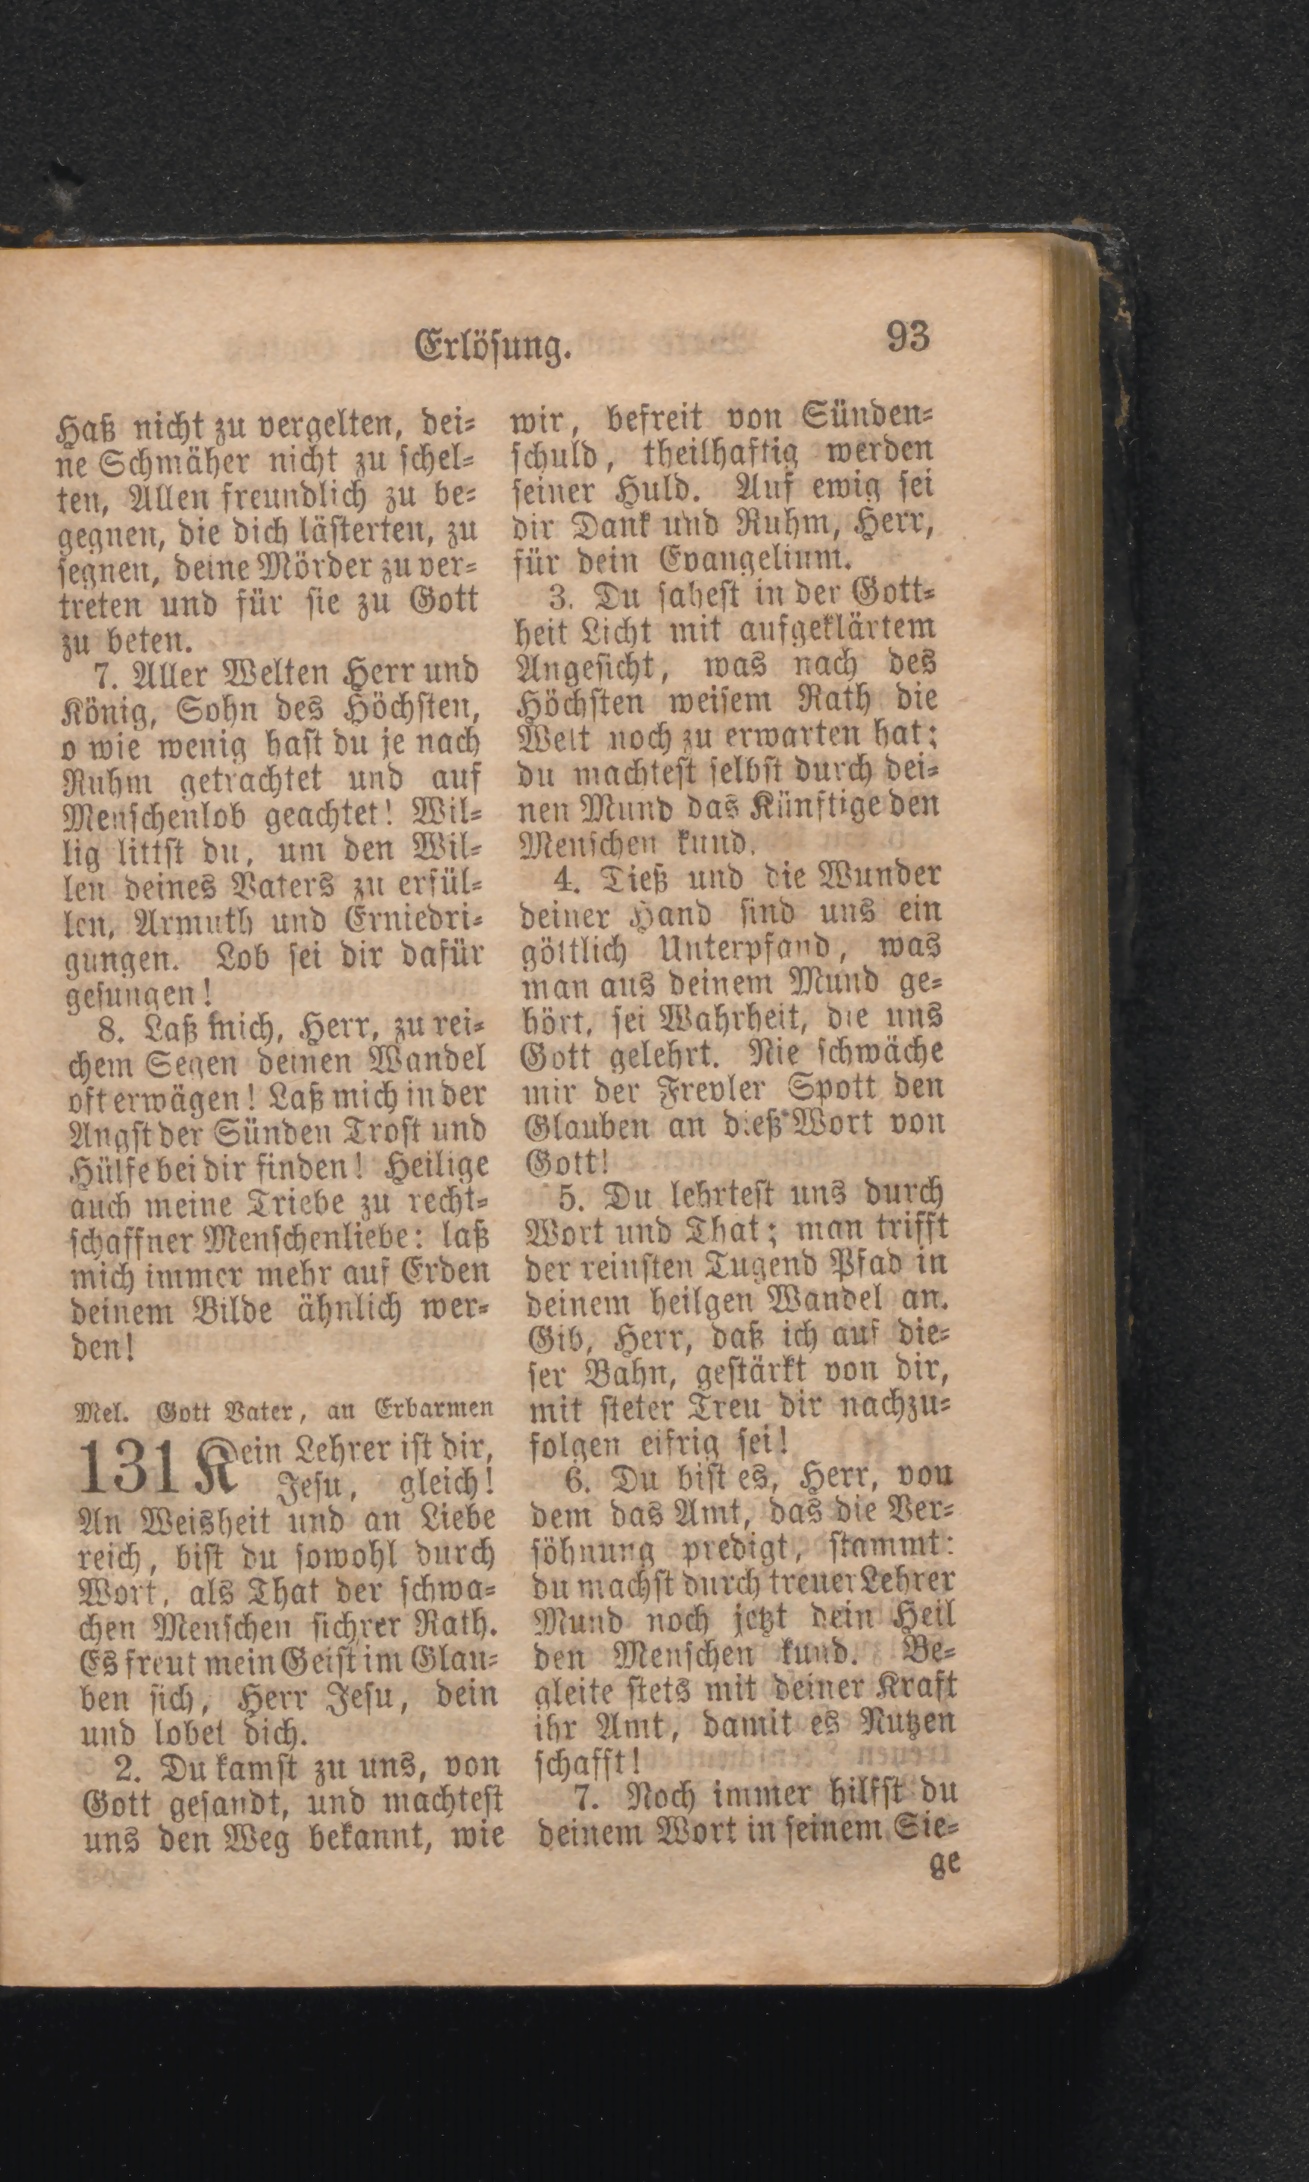 Erlösung.
93
Haß nicht zu vergelten, dei-
ne Schmäher nicht zu schel-
ten, Allen freundlich zu be-
gegnen, die dich lästerten, zu
segnen, deine Mörder zu ver-
treten und für sie zu Gott
zu beten.
7. Aller Welten Herr und
König, Sohn des Höchsten,
o wie wenig hast du je nach
Ruhm getrachtet und auf
Menschenlob geachtet! Wil-
lig littst du, um den Wil-
len deines Vaters zu erfül-
len, Armuth und Erniedri-
gungen. Lob sei dir dafür
gesungen!
8. Laß mich, Herr, zu rei-
chem Segen deinen Wandel
oft erwägen! Laß mich in der
Angst der Sünden Trost und
Hülfe bei dir finden! Heilige
auch meine Triebe zu recht-
schaffner Menschenliebe: laß
mich immer mehr auf Erden
deinem Bilde ähnlich wer-
den!
Mel. Gott Vater, an Erbarmen
131 Kein Lehrer ist dir,
Jesu, gleich!
An Weisheit und an Liebe
reich, bist du sowohl durch
Wort, als That der schwa-
chen Menschen sichrer Rath.
Es freut mein Geist im Glau-
ben sich, Herr Jesu, dein
und lobet dich.
2. Du kamst zu uns, von
Gott gesandt, und machtest
uns den Weg bekannt, wie
wir, befreit von Sünden-
schuld, theilhaftig werden
seiner Huld. Auf ewig sei
dir Dank und Ruhm, Herr,
für dein Evangelium.
3. Du sahest in der Gott-
heit Licht mit aufgeklärtem
Angesicht, was nach des
Höchsten weisem Rath die
Welt noch zu erwarten hat;
du machtest selbst durch dei-
nen Mund das Künftige den
Menschen kund.
4. Dieß und die Wunder
deiner Hand sind uns ein
göttlich Unterpfand, was
man aus deinem Mund ge-
hört, sei Wahrheit, die uns
Gott gelehrt. Nie schwäche
mir der Frevler Spott den
Glauben an dieß Wort von
Gott!
5. Du lehrtest uns durch
Wort und That; man trifft
der reinsten Tugend Pfad in
deinem heilgen Wandel an.
Gib, Herr, daß ich auf die-
ser Bahn, gestärkt von dir,
mit steter Treu dir nachzu-
folgen eifrig sei!
6. Du bist es, Herr, von
dem das Amt, das die Ver-
söhnung predigt, stammt:
du machst durch treuer Lehrer
Mund noch jetzt dein Heil
den Menschen kund. Be-
gleite stets mit deiner Kraft
ihr Amt, damit es Nutzen
schafft!
7. Noch immer hilfst du
deinem Wort in seinem Sie-
ge